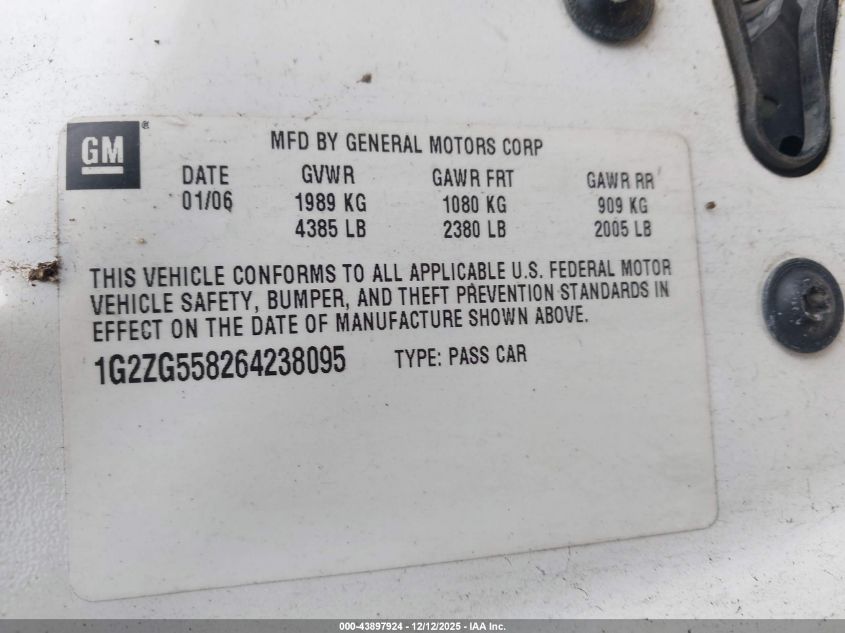 GM ®
MFD BY GENERAL MOTORS CORP
DATE GVWR GAWR FRT GAWR RR
01/06 1989 KG 1080 KG 909 KG
4385 LB 2380 LB 2005 LB
THIS VEHICLE CONFORMS TO ALL APPLICABLE U.S. FEDERAL MOTOR
VEHICLE SAFETY, BUMPER, AND THEFT PREVENTION STANDARDS IN
EFFECT ON THE DATE OF MANUFACTURE SHOWN ABOVE.
1G2ZG558264238095 TYPE: PASS CAR
000-43897924 - 12/12/2025 - IAA Inc.